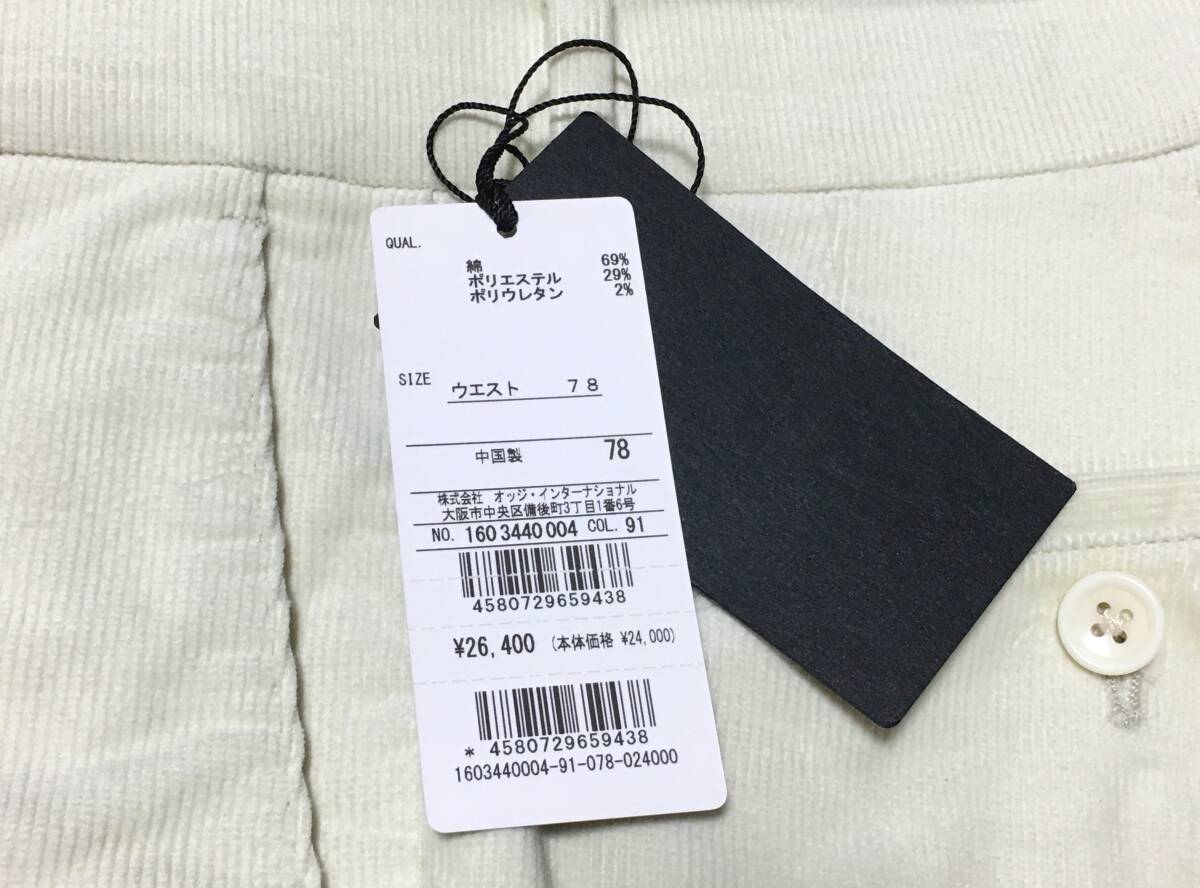 QUAL.
綿 69%
ポリエステル 29%
ポリウレタン 2%
SIZE ウエスト 78
中国製 78
株式会社 オッジ・インターナショナル
大阪市中央区備後町3丁目1番6号
NO. 160 3440 004 COL. 91
4580729659438
¥26,400 (本体価格 ¥24,000)
* 4580729659438
1603440004-91-078-024000